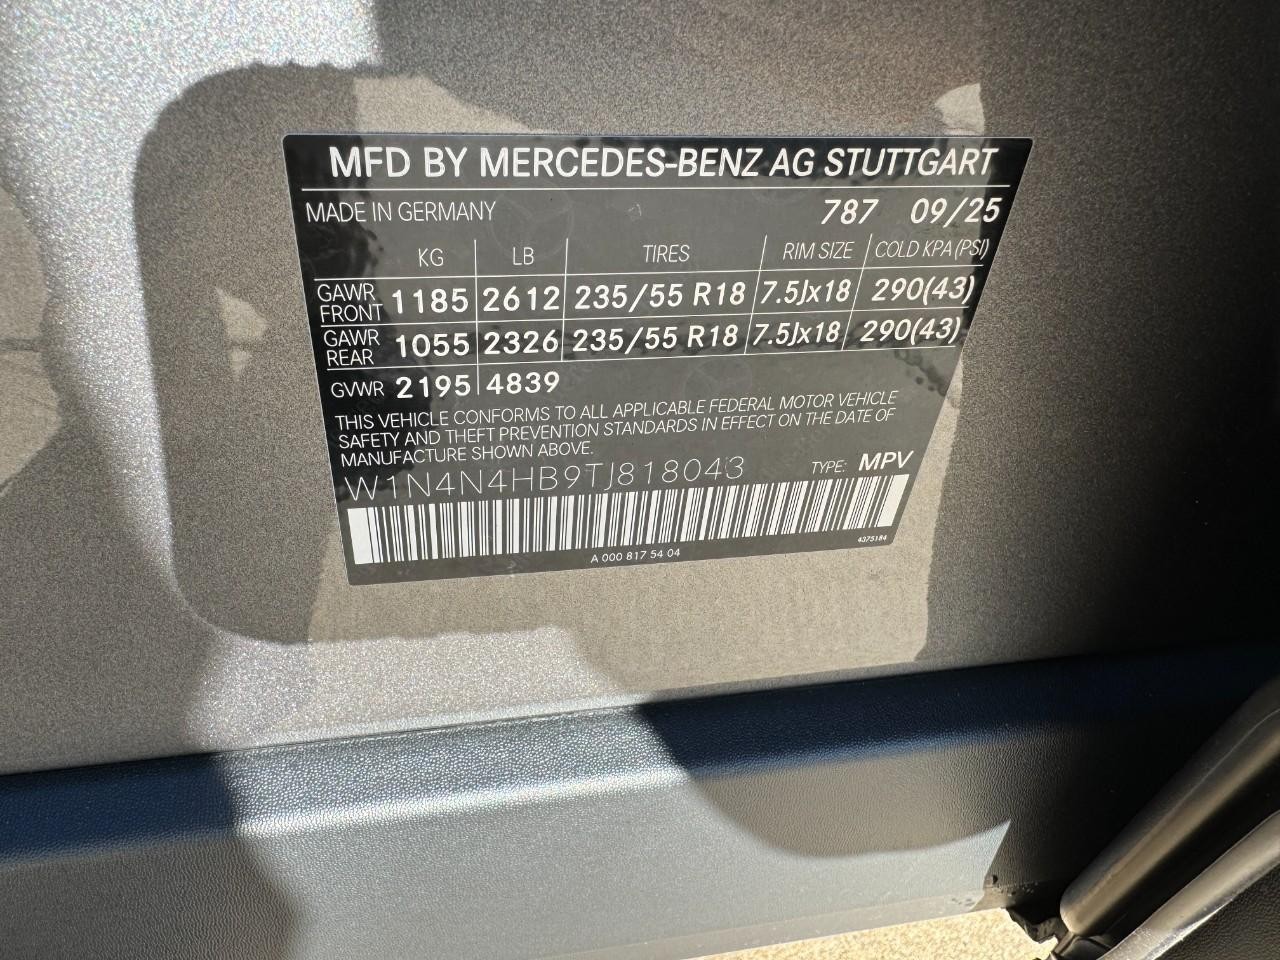 MFD BY MERCEDES-BENZ AG STUTTGART
MADE IN GERMANY 787 09/25
KG LB TIRES RIM SIZE COLD KPA (PSI)
GAWR FRONT 1185 2612 235/55 R18 7.5Jx18 290(43)
GAWR REAR 1055 2326 235/55 R18 7.5Jx18 290(43)
GVWR 2195 4839
THIS VEHICLE CONFORMS TO ALL APPLICABLE FEDERAL MOTOR VEHICLE
SAFETY AND THEFT PREVENTION STANDARDS IN EFFECT ON THE DATE OF
MANUFACTURE SHOWN ABOVE.
W1N4N4HB9TJ818043 TYPE: MPV
A 000 817 54 04 4375184